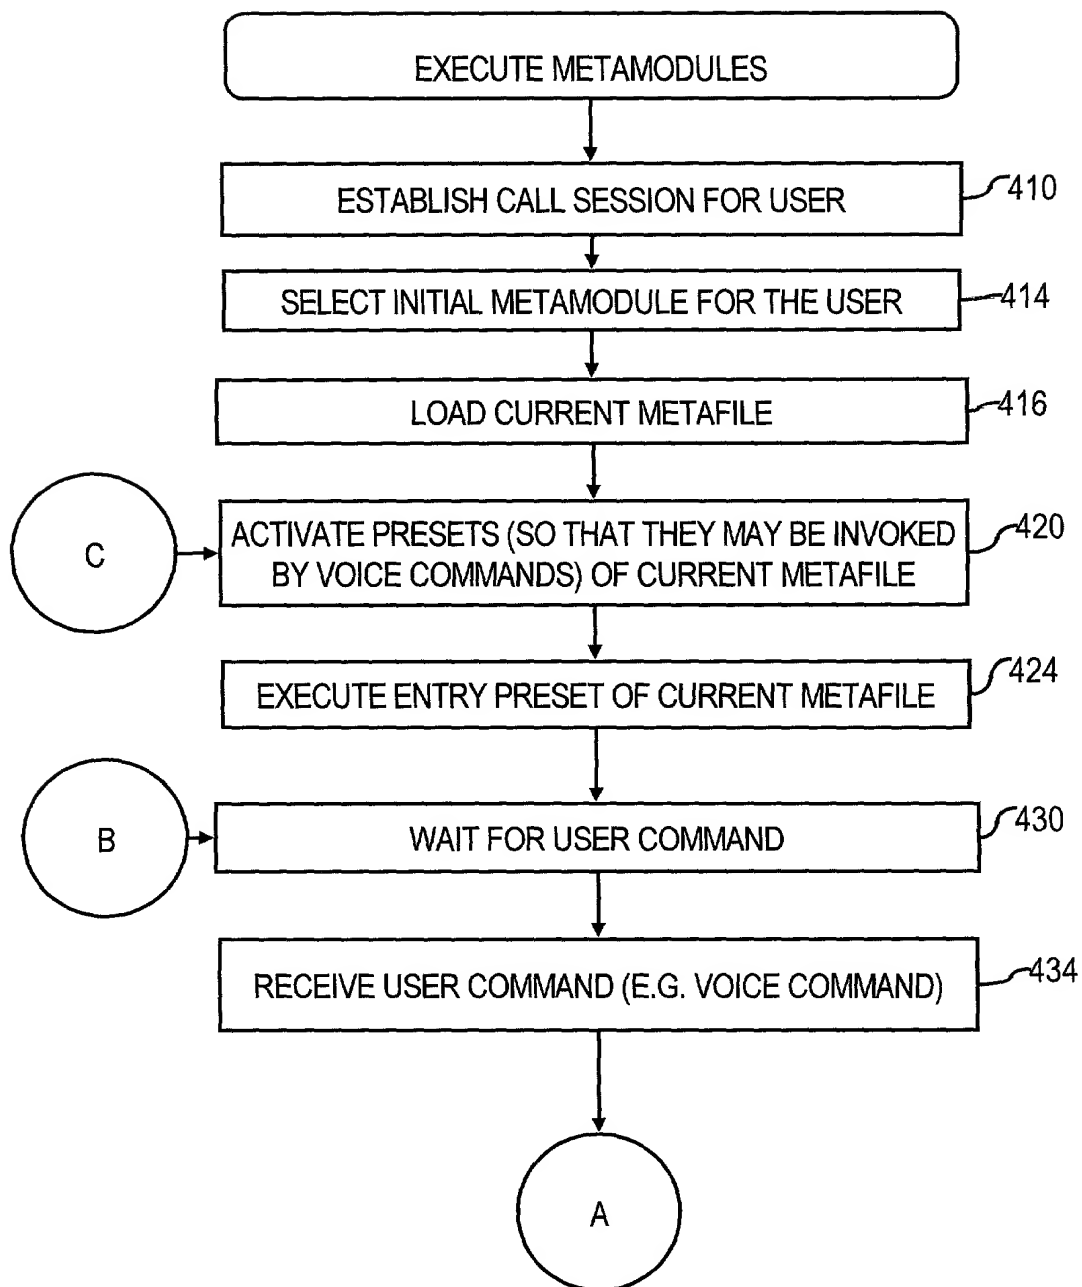 EXECUTE METAMODULES
ESTABLISH CALL SESSION FOR USER
410
SELECT INITIAL METAMODULE FOR THE USER
414
LOAD CURRENT METAFILE
416
C
ACTIVATE PRESETS (SO THAT THEY MAY BE INVOKED
BY VOICE COMMANDS) OF CURRENT METAFILE
420
EXECUTE ENTRY PRESET OF CURRENT METAFILE
424
B
WAIT FOR USER COMMAND
430
RECEIVE USER COMMAND (E.G. VOICE COMMAND)
434
A